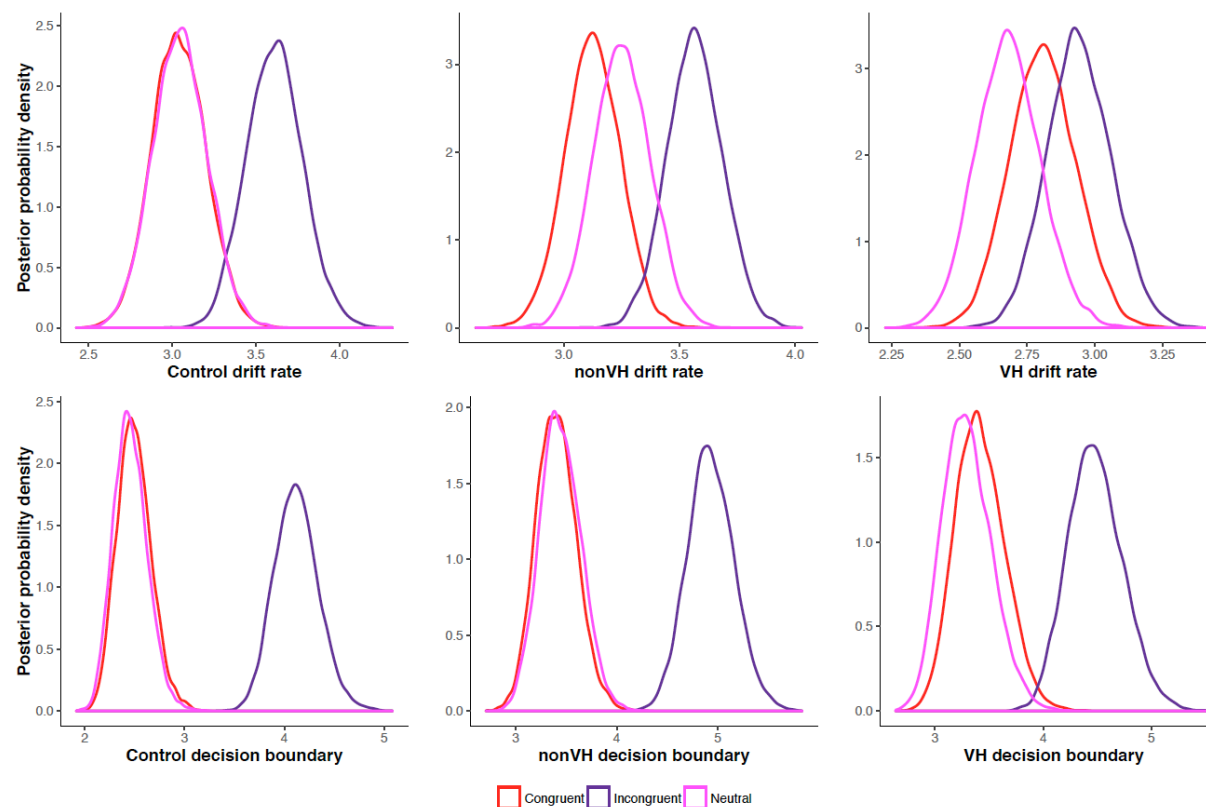 Posterior probability density
2.5
2.0
1.5
1.0
0.5
0.0
2.5 3.0 3.5 4.0
Control drift rate
3
2
1
0
3.0 3.5 4.0
nonVH drift rate
3
2
1
0
2.25 2.50 2.75 3.00 3.25
VH drift rate
Posterior probability density
2.5
2.0
1.5
1.0
0.5
0.0
2 3 4 5
Control decision boundary
2.0
1.5
1.0
0.5
0.0
3 4 5
nonVH decision boundary
1.5
1.0
0.5
0.0
3 4 5
VH decision boundary
Congruent Incongruent Neutral